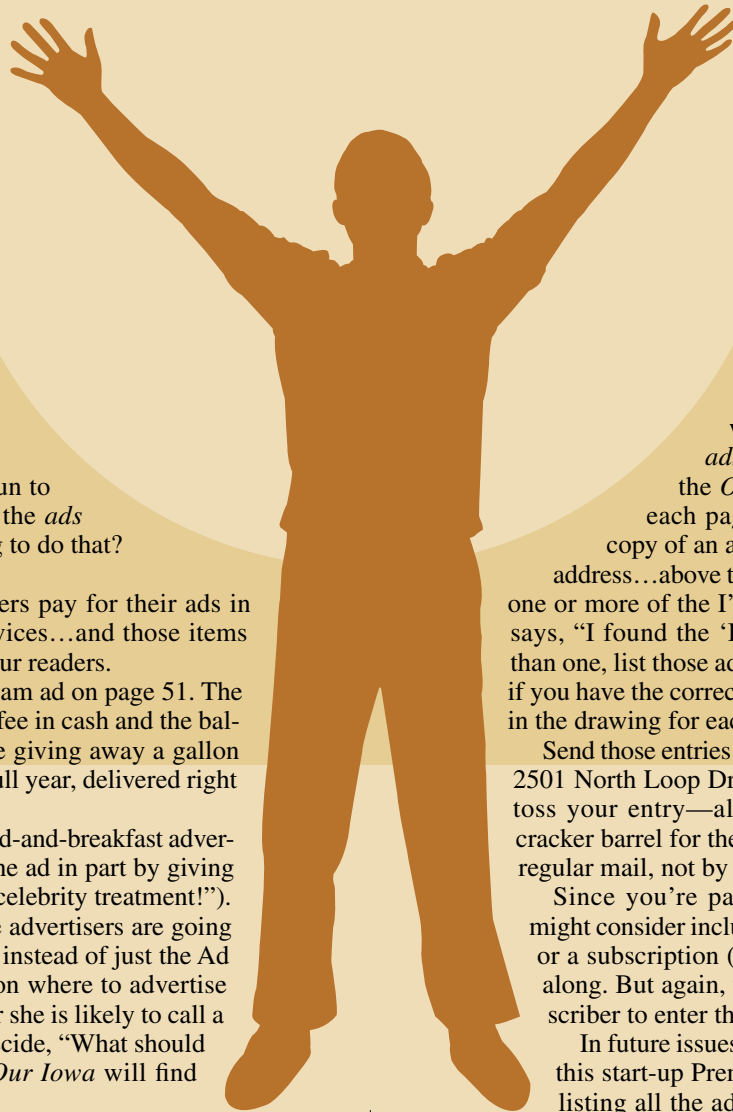 un to
the ads
g to do that?
ers pay for their ads in
vices…and those items
ur readers.
am ad on page 51. The
fee in cash and the bal-
e giving away a gallon
ull year, delivered right
d-and-breakfast adver-
ne ad in part by giving
celebrity treatment!”).
e advertisers are going
instead of just the Ad
on where to advertise
r she is likely to call a
cide, “What should
Our Iowa will find
ad
the O
each pag
copy of an a
address…above t
one or more of the I’
says, “I found the ‘I
than one, list those ad
if you have the correc
in the drawing for eac
Send those entries
2501 North Loop Dr
toss your entry—al
cracker barrel for the
regular mail, not by
Since you’re pa
might consider inclu
or a subscription (
along. But again,
scriber to enter th
In future issues
this start-up Prem
listing all the ad